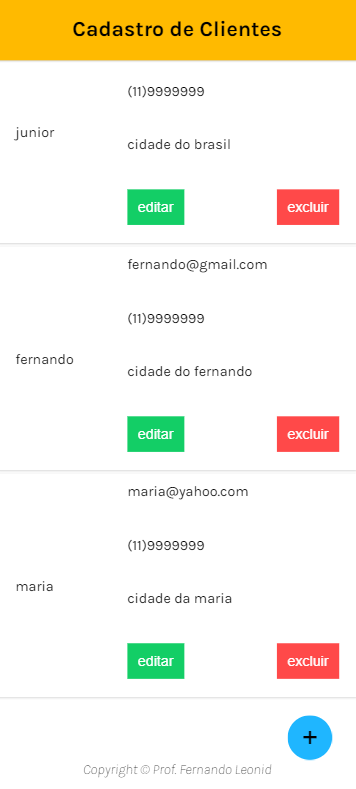 Cadastro de Clientes
(11)9999999
junior
cidade do brasil
editar excluir
fernando@gmail.com
(11)9999999
fernando
cidade do fernando
editar excluir
maria@yahoo.com
(11)9999999
maria
cidade da maria
editar excluir
+
Copyright © Prof. Fernando Leonid